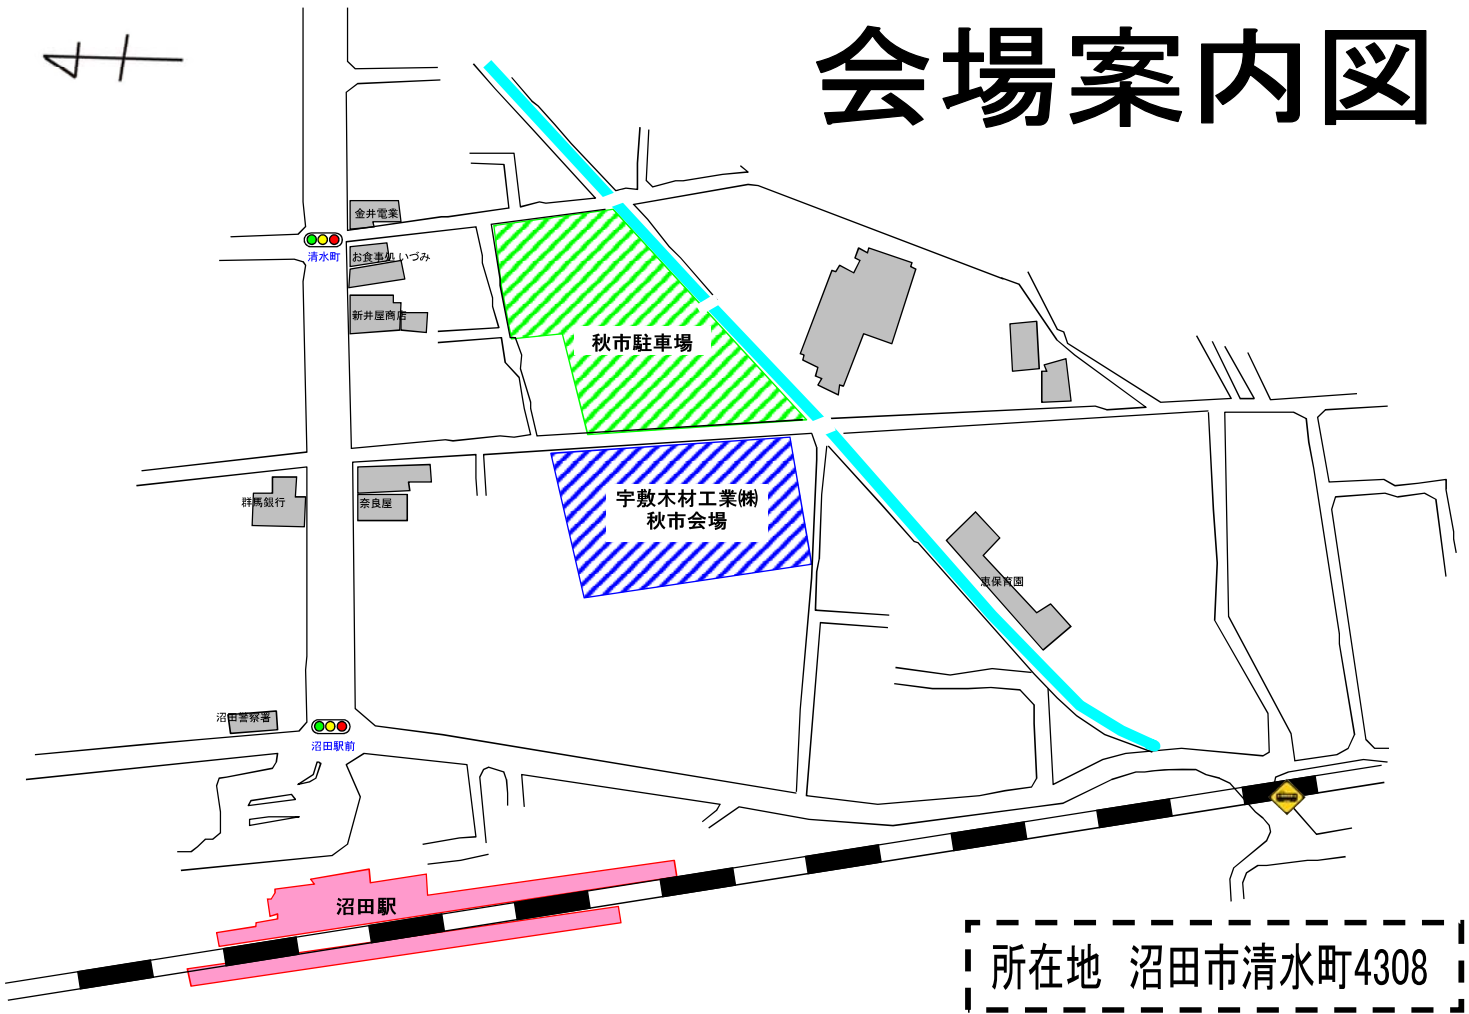 会場案内図
金井電業
清水町
お食事処 いづみ
新井屋商店
秋市駐車場
群馬銀行
奈良屋
宇敷木材工業㈱
秋市会場
恵保育園
沼田警察署
沼田駅前
沼田駅
所在地 沼田市清水町4308